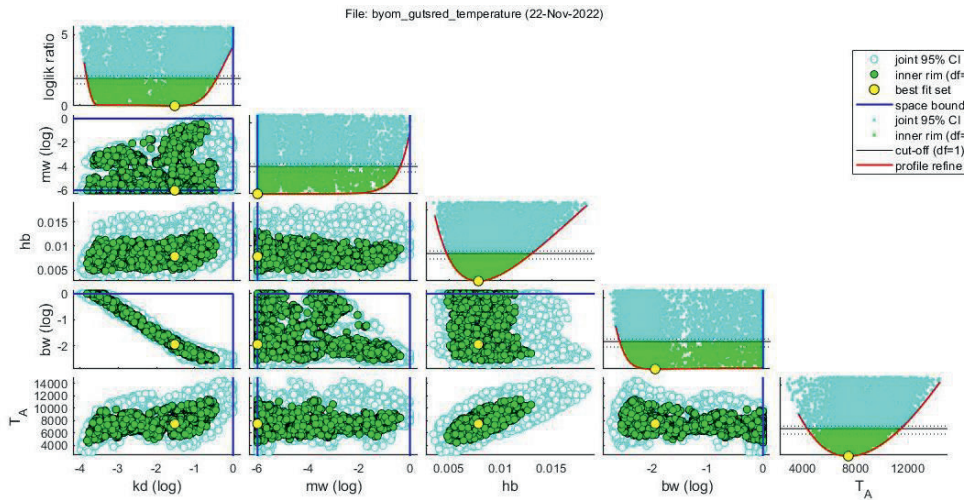 File: byom_gutsred_temperature (22-Nov-2022)
loglik ratio
5
0
joint 95% CI
inner rim (df=
best fit set
space bound
joint 95% CI
inner rim (df=
cut-off (df=1)
profile refine
mw (log)
0
-2
-4
-6
hb
0.015
0.01
0.005
bw (log)
0
-1
-2
T_A
14000
12000
10000
8000
6000
4000
-4 -3 -2 -1 0
-6 -4 -2 0
0.005 0.01 0.015
-2 -1 0
4000 8000 12000
kd (log)
mw (log)
hb
bw (log)
T_A